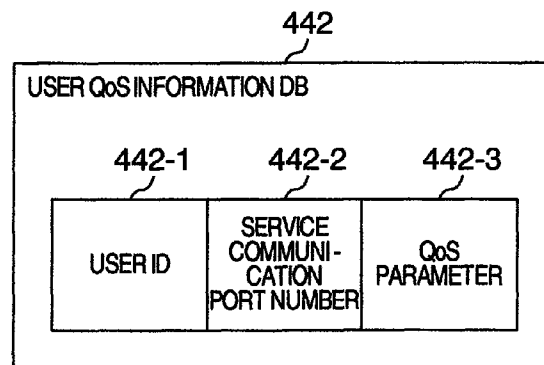 442
USER QoS INFORMATION DB
442-1
442-2
442-3
USER ID
SERVICE
COMMUNI-
CATION
PORT NUMBER
QoS
PARAMETER